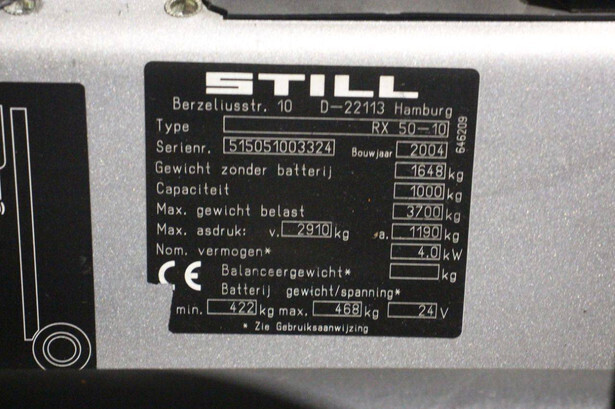 STILL
Berzeliusstr. 10 D-22113 Hamburg
Type RX 50-10
Serienr. 515051003324 Bouwjaar 2004
Gewicht zonder batterij 1648 kg
Capaciteit 1000 kg
Max. gewicht belast 3700 kg
Max. asdruk: v. 2910 kg a. 1190 kg
Nom. vermogen* 4.0 kW
CE Balanceergewicht* kg
Batterij gewicht/spanning*
min. 422 kg max. 468 kg 24 V
* Zie Gebruiksaanwijzing
646209